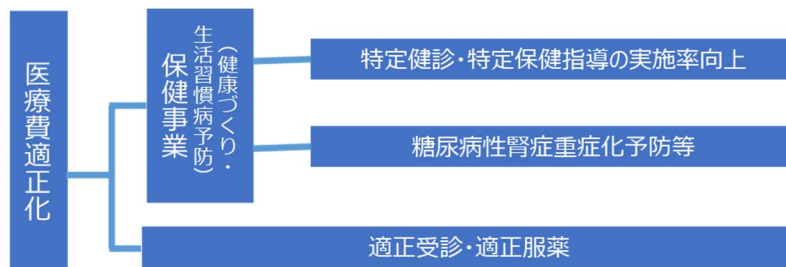 医療費適正化
保健事業
(健康づくり・
生活習慣病予防)
特定健診・特定保健指導の実施率向上
糖尿病性腎症重症化予防等
適正受診・適正服薬